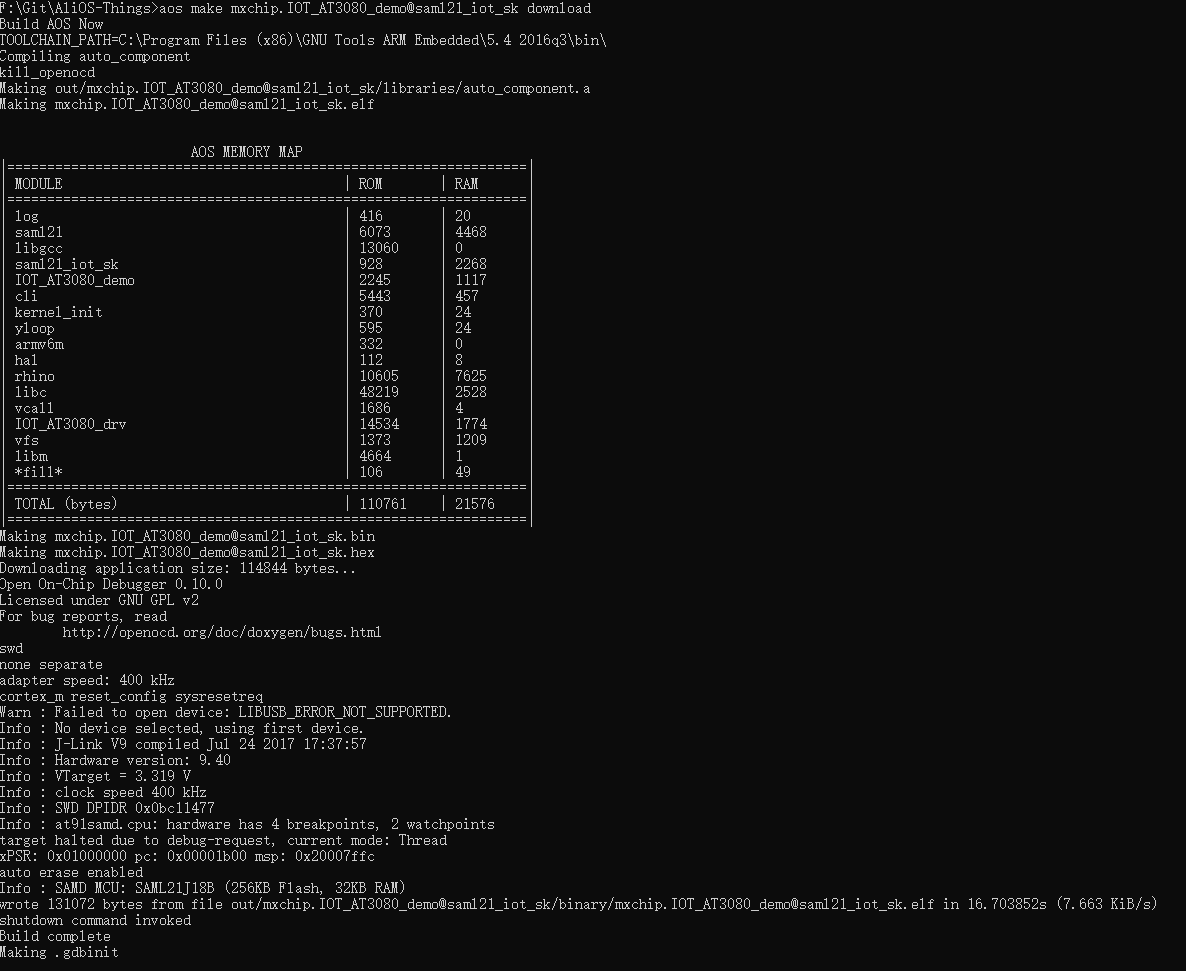 F:\Git\AliOS-Things>aos make mxchip.IOT_AT3080_demo@saml21_iot_sk download
Build AOS Now
TOOLCHAIN_PATH=C:\Program Files (x86)\GNU Tools ARM Embedded\5.4 2016q3\bin\
Compiling auto_component
kill_openocd
Making out/mxchip.IOT_AT3080_demo@saml21_iot_sk/libraries/auto_component.a
Making mxchip.IOT_AT3080_demo@saml21_iot_sk.elf
AOS MEMORY MAP
|=================================================================|
| MODULE | ROM | RAM |
|=================================================================|
| log | 416 | 20 |
| saml21 | 6073 | 4468 |
| libgcc | 13060 | 0 |
| saml21_iot_sk | 928 | 2268 |
| IOT_AT3080_demo | 2245 | 1117 |
| cli | 5443 | 457 |
| kernel_init | 370 | 24 |
| yloop | 595 | 24 |
| armv6m | 332 | 0 |
| hal | 112 | 8 |
| rhino | 10605 | 7625 |
| libc | 48219 | 2528 |
| vcall | 1686 | 4 |
| IOT_AT3080_drv | 14534 | 1774 |
| vfs | 1373 | 1209 |
| libm | 4664 | 1 |
| *fill* | 106 | 49 |
|=================================================================|
| TOTAL (bytes) | 110761 | 21576 |
|=================================================================|
Making mxchip.IOT_AT3080_demo@saml21_iot_sk.bin
Making mxchip.IOT_AT3080_demo@saml21_iot_sk.hex
Downloading application size: 114844 bytes...
Open On-Chip Debugger 0.10.0
Licensed under GNU GPL v2
For bug reports, read
http://openocd.org/doc/doxygen/bugs.html
swd
none separate
adapter speed: 400 kHz
cortex_m reset_config sysresetreq
Warn : Failed to open device: LIBUSB_ERROR_NOT_SUPPORTED.
Info : No device selected, using first device.
Info : J-Link V9 compiled Jul 24 2017 17:37:57
Info : Hardware version: 9.40
Info : VTarget = 3.319 V
Info : clock speed 400 kHz
Info : SWD DPIDR 0x0bc11477
Info : at91samd.cpu: hardware has 4 breakpoints, 2 watchpoints
target halted due to debug-request, current mode: Thread
xPSR: 0x01000000 pc: 0x00001b00 msp: 0x20007ffc
auto erase enabled
Info : SAMD MCU: SAML21J18B (256KB Flash, 32KB RAM)
wrote 131072 bytes from file out/mxchip.IOT_AT3080_demo@saml21_iot_sk/binary/mxchip.IOT_AT3080_demo@saml21_iot_sk.elf in 16.703852s (7.663 KiB/s)
shutdown command invoked
Build complete
Making .gdbinit